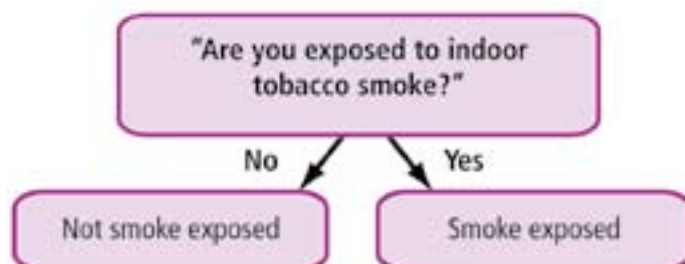 "Are you exposed to indoor
tobacco smoke?"
No
Yes
Not smoke exposed
Smoke exposed